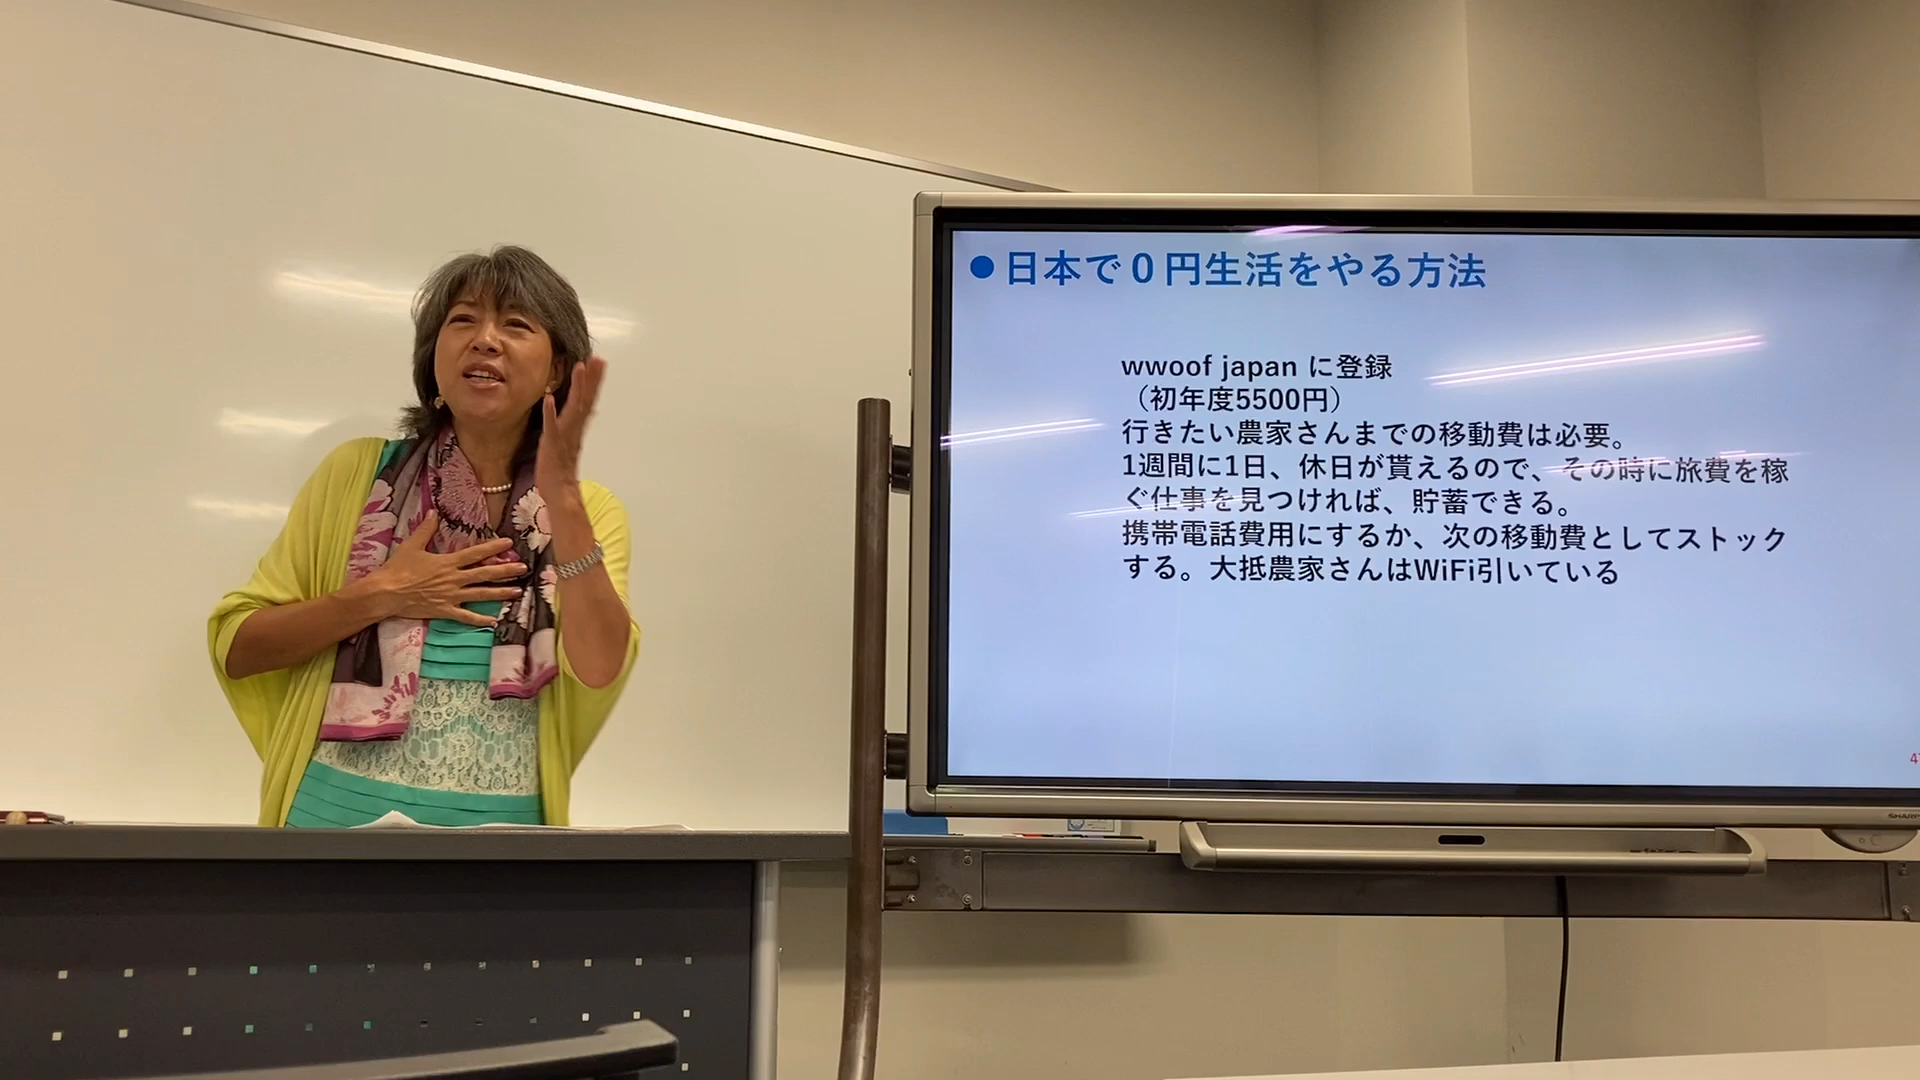 ●日本で0円生活をやる方法
wwoof japan に登録
（初年度5500円）
行きたい農家さんまでの移動費は必要。
1週間に1日、休日が貰えるので、その時に旅費を稼
ぐ仕事を見つければ、貯蓄できる。
携帯電話費用にするか、次の移動費としてストック
する。大抵農家さんはWiFi引いている
SHARP